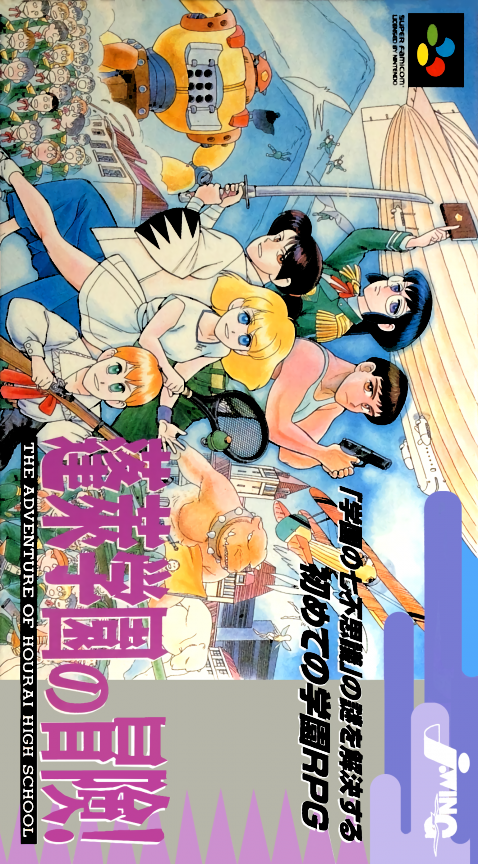 SUPER FAMICOM
LICENSED BY NINTENDO
J-WING
「学園の七不思議」の謎を解決する
初めての学園RPG
蓬萊学園の冒険!
THE ADVENTURE OF HOURAI HIGH SCHOOL